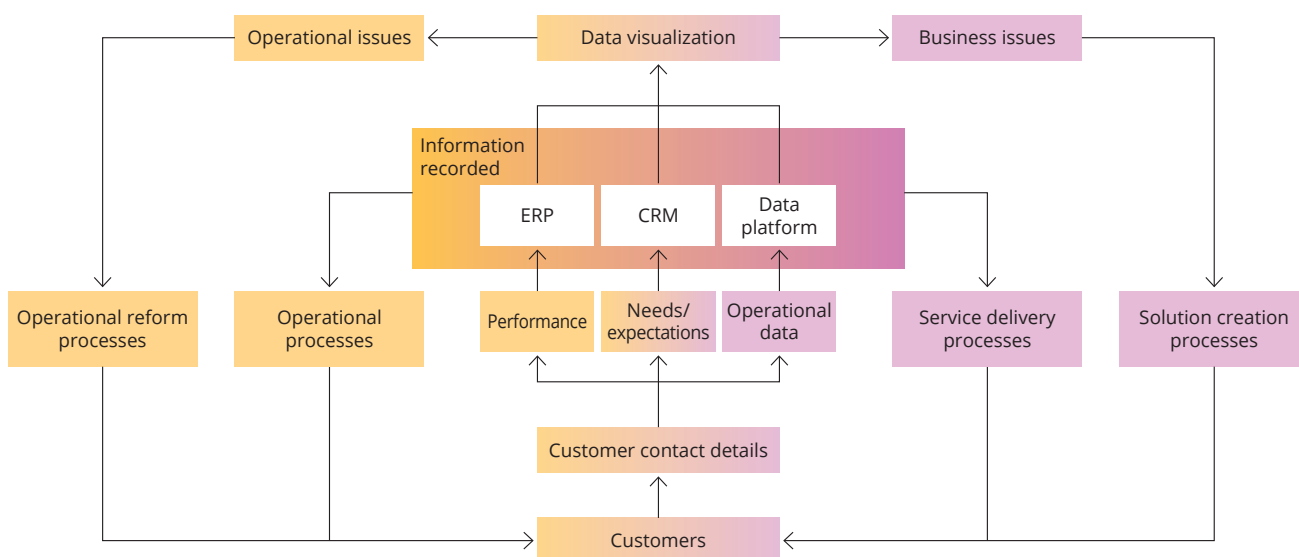 Operational issues
Data visualization
Business issues
Information
recorded
ERP
CRM
Data
platform
Operational reform
processes
Operational
processes
Performance
Needs/
expectations
Operational
data
Service delivery
processes
Solution creation
processes
Customer contact details
Customers